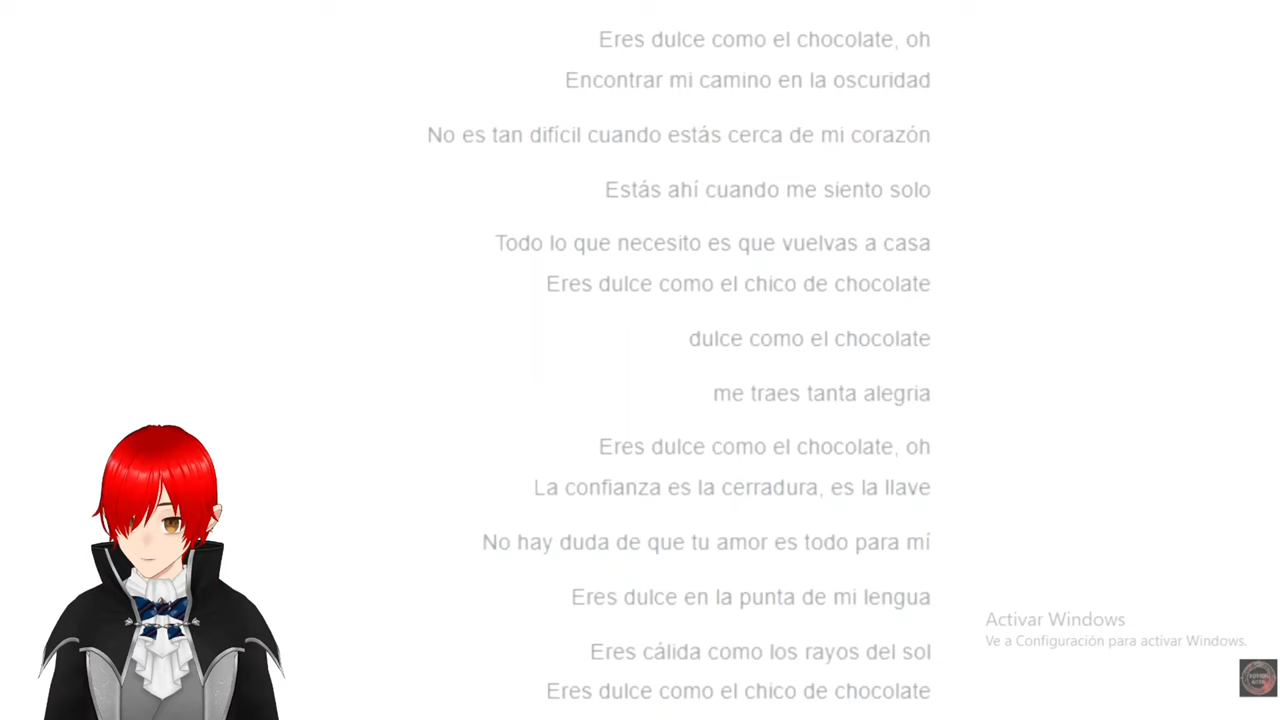 Eres dulce como el chocolate, oh
Encontrar mi camino en la oscuridad
No es tan difícil cuando estás cerca de mi corazón
Estás ahí cuando me siento solo
Todo lo que necesito es que vuelvas a casa
Eres dulce como el chico de chocolate
dulce como el chocolate
me traes tanta alegria
Eres dulce como el chocolate, oh
La confianza es la cerradura, es la llave
No hay duda de que tu amor es todo para mí
Eres dulce en la punta de mi lengua
Eres cálida como los rayos del sol
Eres dulce como el chico de chocolate
Activar Windows
Ve a Configuración para activar Windows.